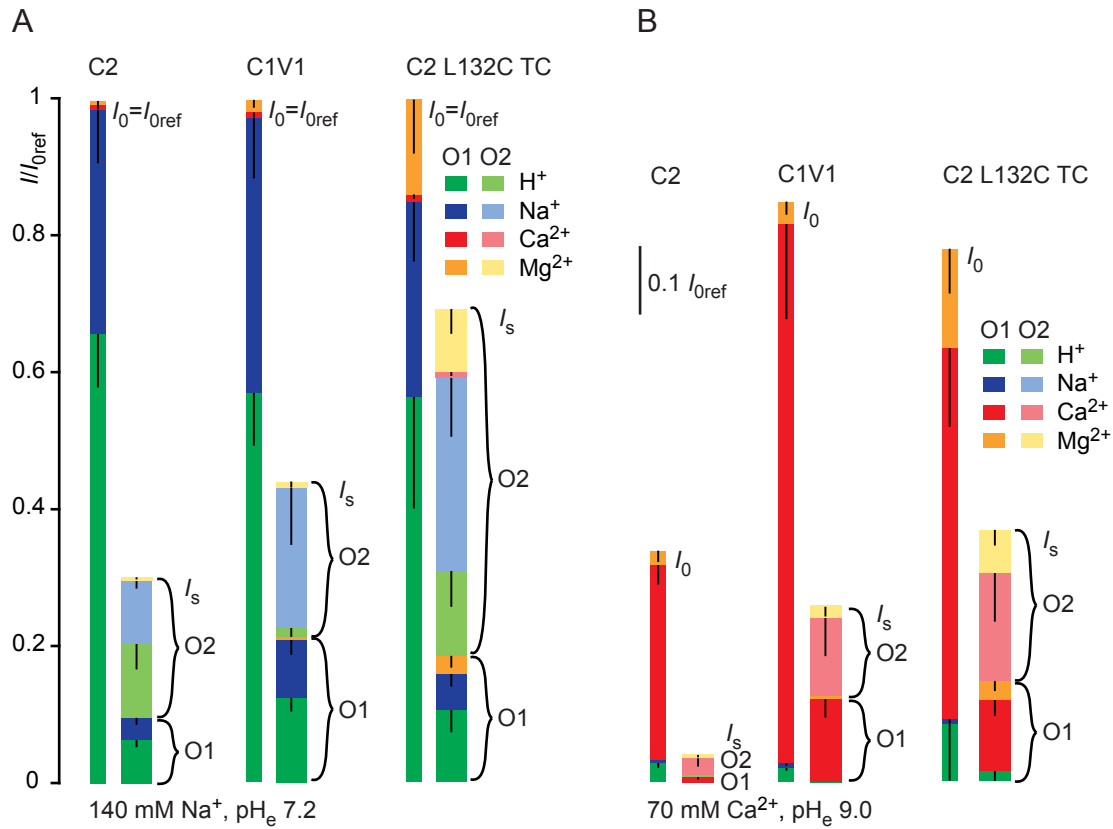 A
B
C2
C1V1
C2 L132C TC
1
0.8
0.6
0.4
0.2
0
I/I0ref
I0=I0ref
I0=I0ref
I0=I0ref
O1 O2
H+
Na+
Ca2+
Mg2+
Is
O2
O1
Is
O2
O1
Is
O2
O1
140 mM Na+, pHe 7.2
C2
C1V1
C2 L132C TC
0.1 I0ref
I0
I0
I0
O1 O2
H+
Na+
Ca2+
Mg2+
Is
O2
O1
Is
O2
O1
Is
O2
O1
70 mM Ca2+, pHe 9.0